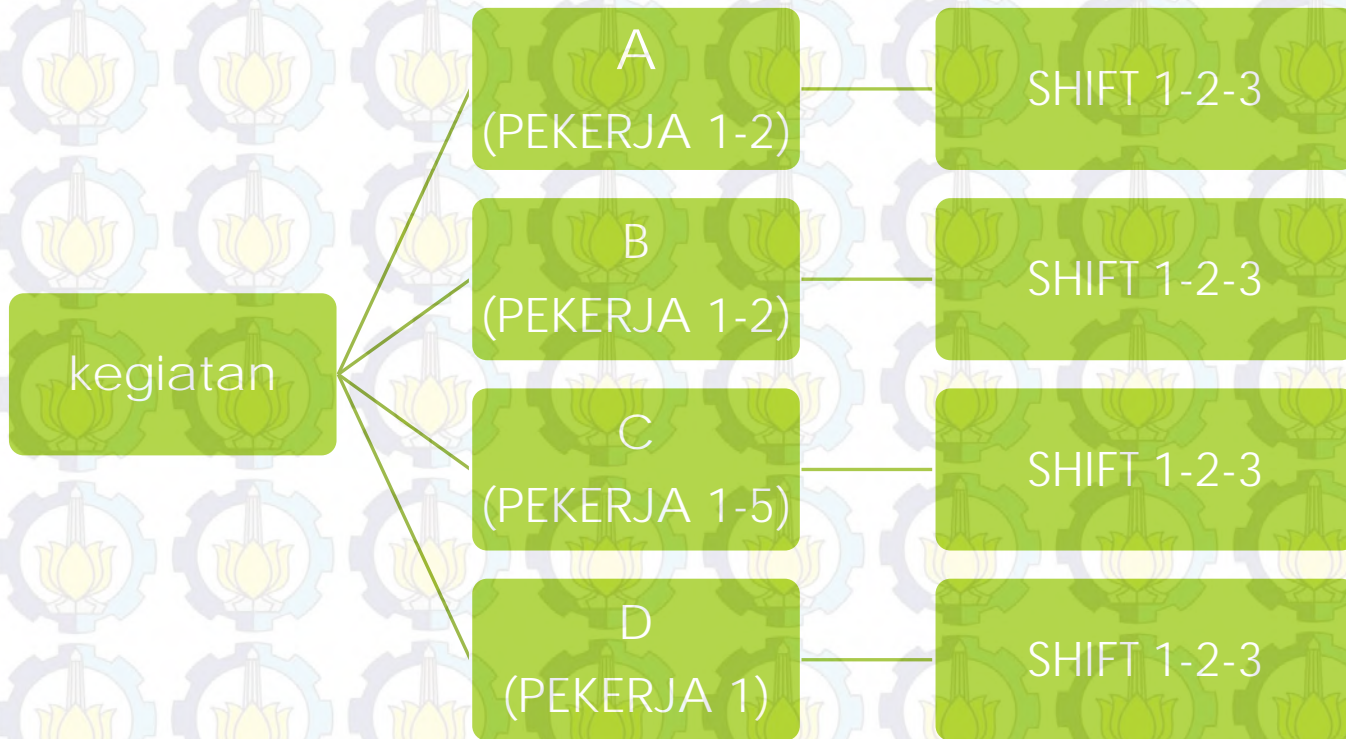 A
(PEKERJA 1-2)
SHIFT 1-2-3
B
(PEKERJA 1-2)
SHIFT 1-2-3
kegiatan
C
(PEKERJA 1-5)
SHIFT 1-2-3
D
(PEKERJA 1)
SHIFT 1-2-3